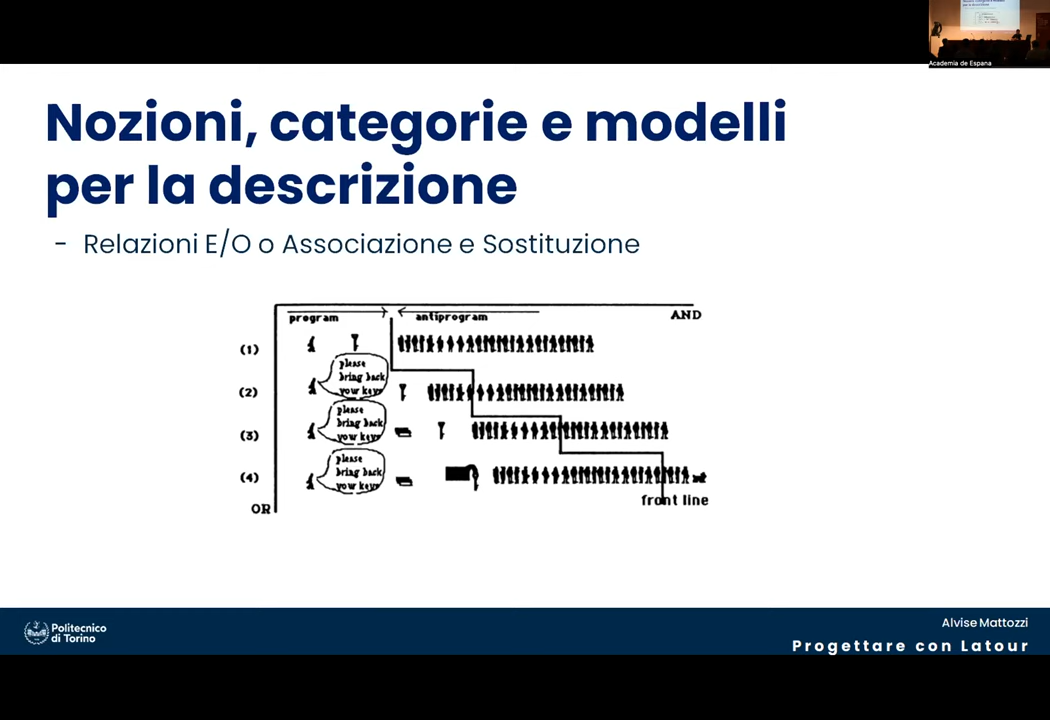 Academia de Espana
Nozioni, categorie e modelli
per la descrizione
- Relazioni E/O o Associazione e Sostituzione
program
antiprogram
AND
(1)
please
bring back
your keys
(2)
please
bring back
your keys
(3)
please
bring back
your keys
(4)
front line
OR
Politecnico
di Torino
Alvise Mattozzi
Progettare con Latour